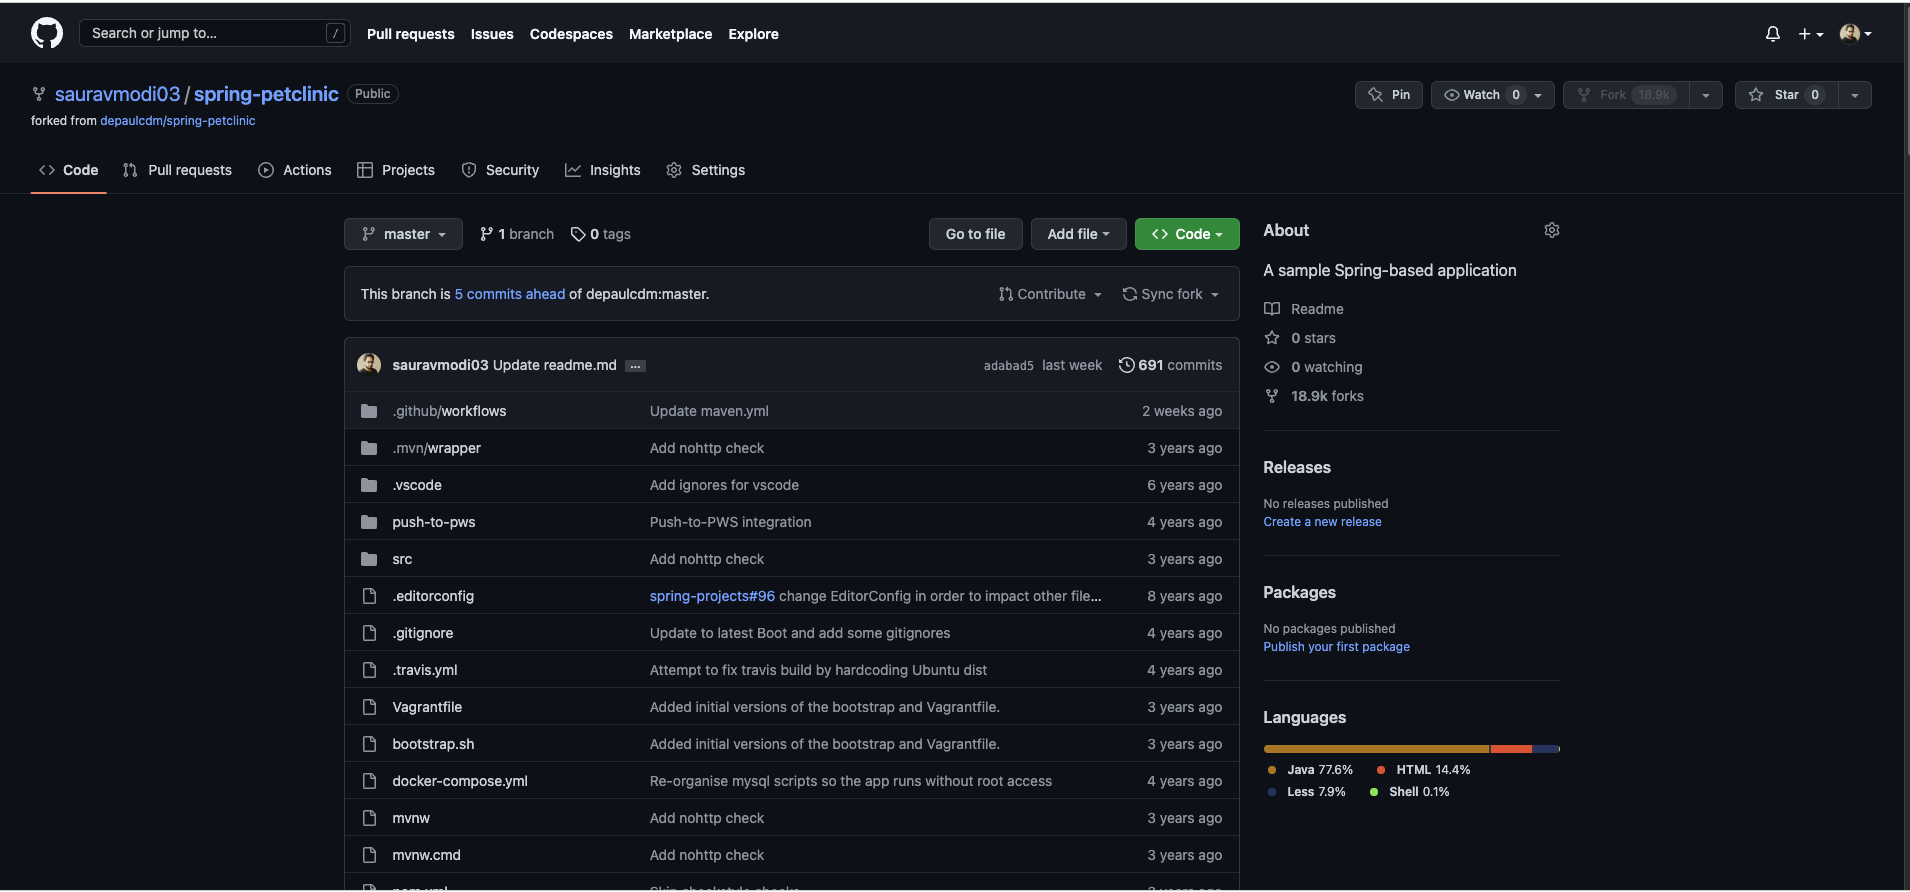 Search or jump to... /
Pull requests Issues Codespaces Marketplace Explore
sauravmodi03 / spring-petclinic Public
Pin Watch 0 Fork 18.9k Star 0
forked from depaulcdm/spring-petclinic
Code Pull requests Actions Projects Security Insights Settings
master 1 branch 0 tags Go to file Add file Code
This branch is 5 commits ahead of depaulcdm:master. Contribute Sync fork
sauravmodi03 Update readme.md ... adabad5 last week 691 commits
.github/workflows Update maven.yml 2 weeks ago
.mvn/wrapper Add nohttp check 3 years ago
.vscode Add ignores for vscode 6 years ago
push-to-pws Push-to-PWS integration 4 years ago
src Add nohttp check 3 years ago
.editorconfig spring-projects#96 change EditorConfig in order to impact other file... 8 years ago
.gitignore Update to latest Boot and add some gitignores 4 years ago
.travis.yml Attempt to fix travis build by hardcoding Ubuntu dist 4 years ago
Vagrantfile Added initial versions of the bootstrap and Vagrantfile. 3 years ago
bootstrap.sh Added initial versions of the bootstrap and Vagrantfile. 3 years ago
docker-compose.yml Re-organise mysql scripts so the app runs without root access 4 years ago
mvnw Add nohttp check 3 years ago
mvnw.cmd Add nohttp check 3 years ago
About
A sample Spring-based application
Readme
0 stars
0 watching
18.9k forks
Releases
No releases published
Create a new release
Packages
No packages published
Publish your first package
Languages
Java 77.6% HTML 14.4%
Less 7.9% Shell 0.1%